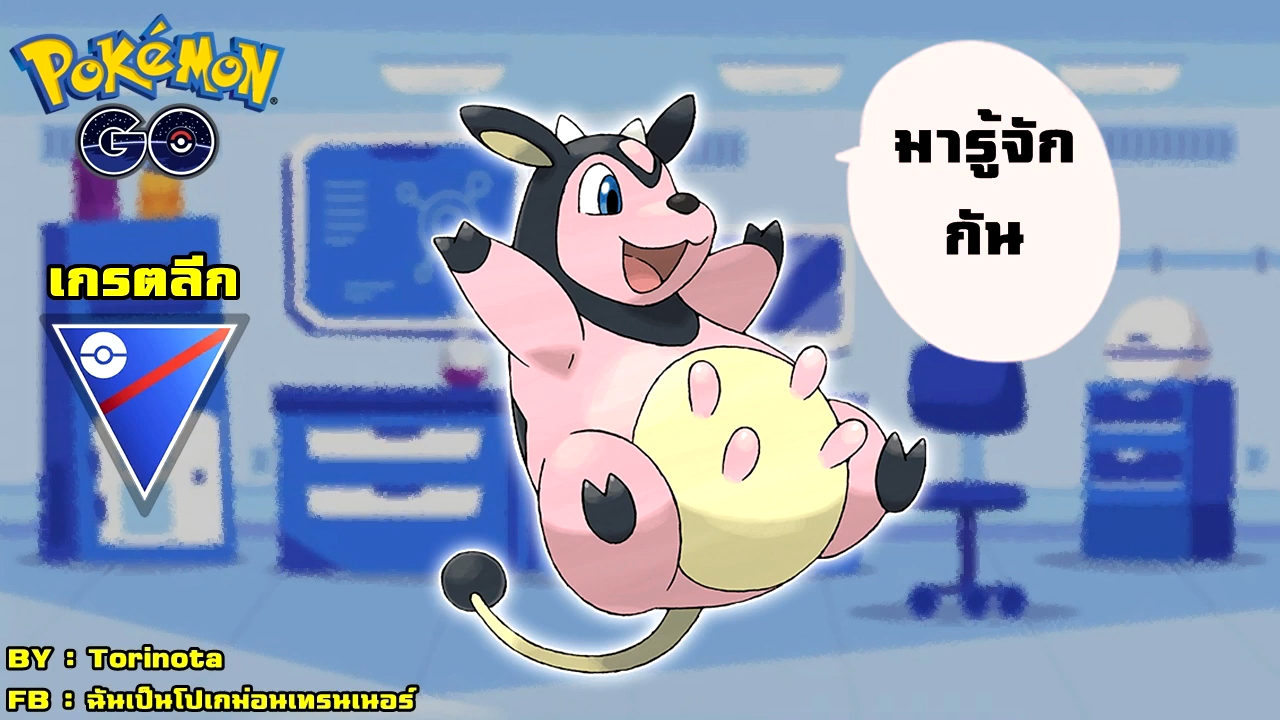 POKÉMON
GO
เกรตลีก
มารู้จัก
กัน
BY : Torinota
FB : ฉันเป็นโปเกม่อนเทรนเนอร์